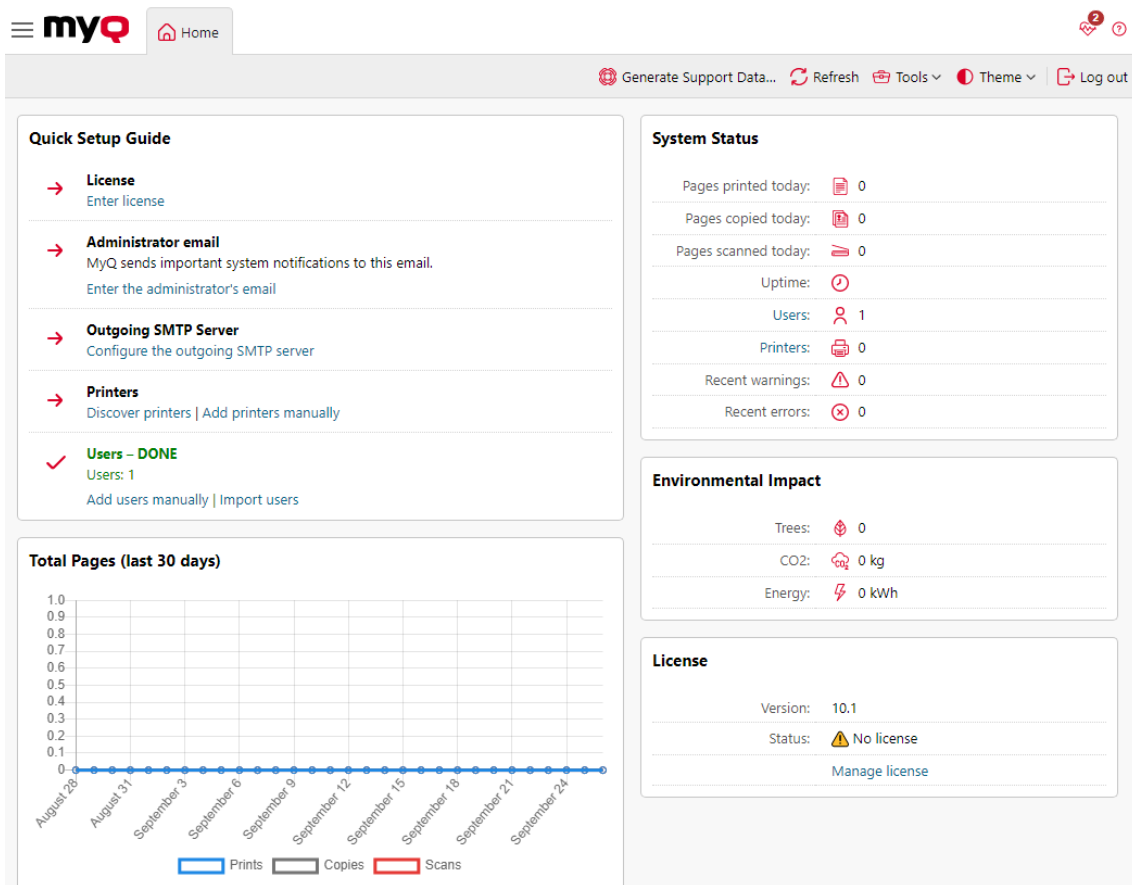 myQ
Home
2
Generate Support Data...
Refresh
Tools
Theme
Log out
Quick Setup Guide
License
Enter license
Administrator email
MyQ sends important system notifications to this email.
Enter the administrator's email
Outgoing SMTP Server
Configure the outgoing SMTP server
Printers
Discover printers | Add printers manually
Users – DONE
Users: 1
Add users manually | Import users
Total Pages (last 30 days)
1.0
0.9
0.8
0.7
0.6
0.5
0.4
0.3
0.2
0.1
0
August 28
August 31
September 3
September 6
September 9
September 12
September 15
September 18
September 21
September 24
Prints
Copies
Scans
System Status
Pages printed today: 0
Pages copied today: 0
Pages scanned today: 0
Uptime:
Users: 1
Printers: 0
Recent warnings: 0
Recent errors: 0
Environmental Impact
Trees: 0
CO2: CO2 0 kg
Energy: 0 kWh
License
Version: 10.1
Status: No license
Manage license